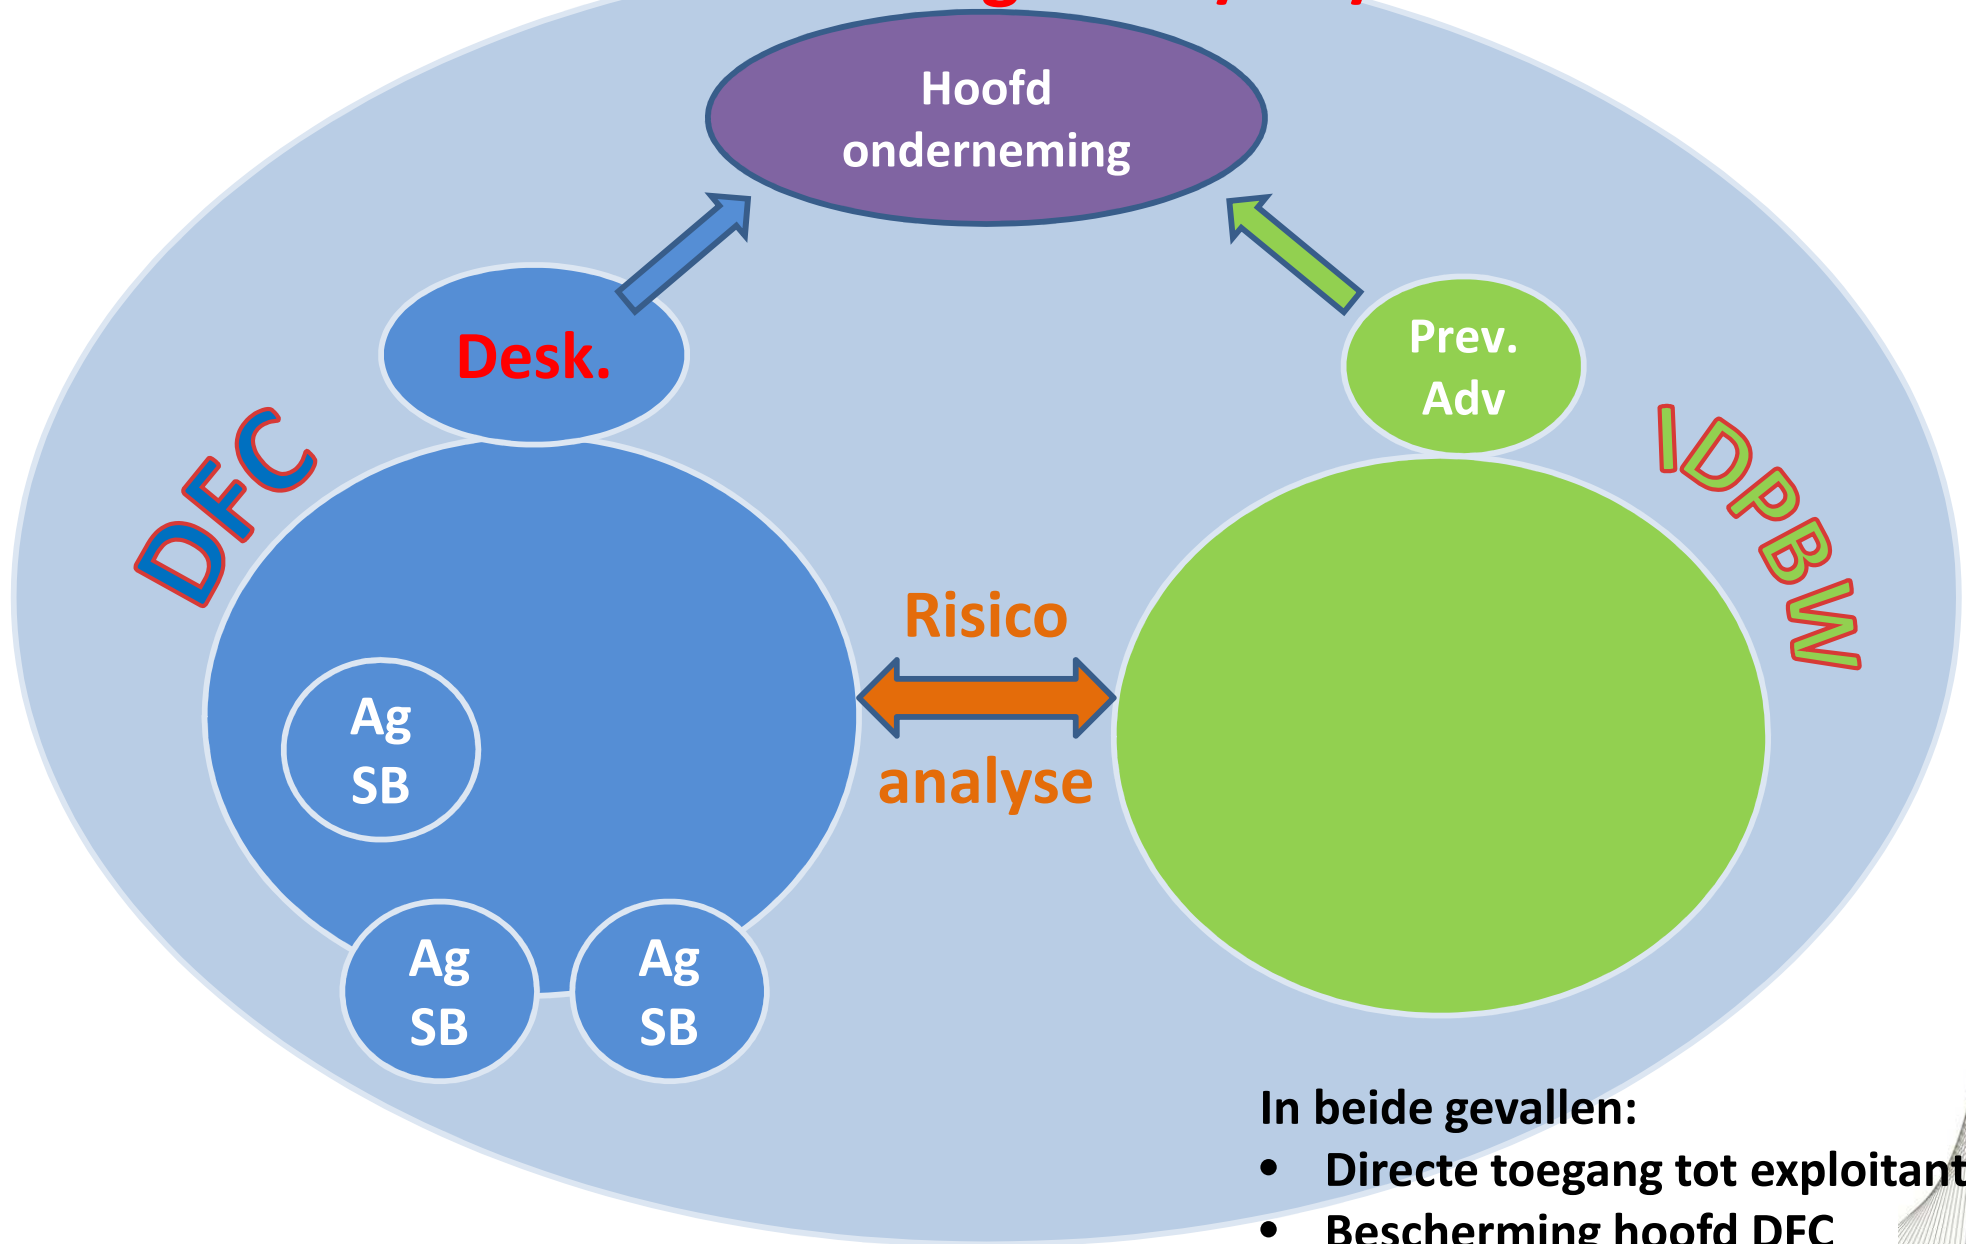 Hoofd
onderneming
Desk.
Prev.
Adv
DFC
IDPBW
Risico
analyse
Ag
SB
Ag
SB
Ag
SB
In beide gevallen:
• Directe toegang tot exploitant
• Bescherming hoofd DFC